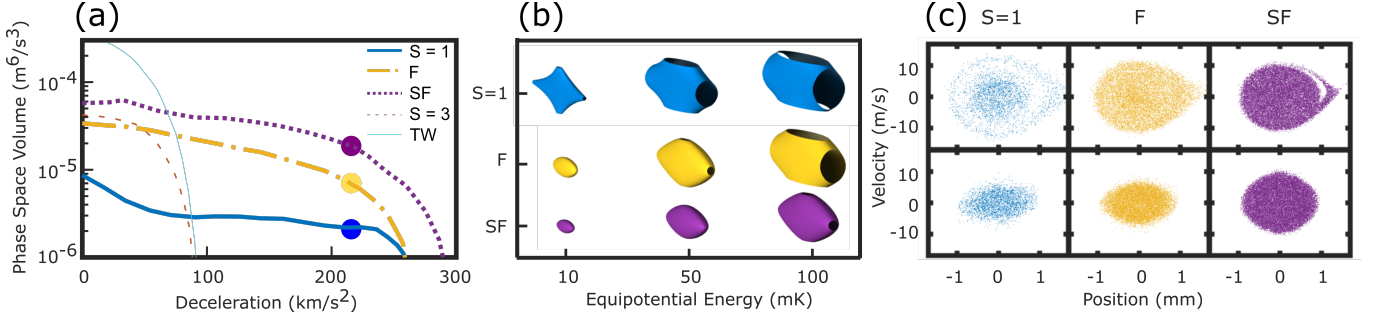 (a)
Phase Space Volume (m⁶/s³)
10⁻⁴
10⁻⁵
10⁻⁶
S = 1
F
SF
S = 3
TW
0
100
200
300
Deceleration (km/s²)
(b)
S=1
F
SF
10
50
100
Equipotential Energy (mK)
(c)
S=1
F
SF
Velocity (m/s)
10
0
-10
10
0
-10
-1
0
1
-1
0
1
-1
0
1
Position (mm)